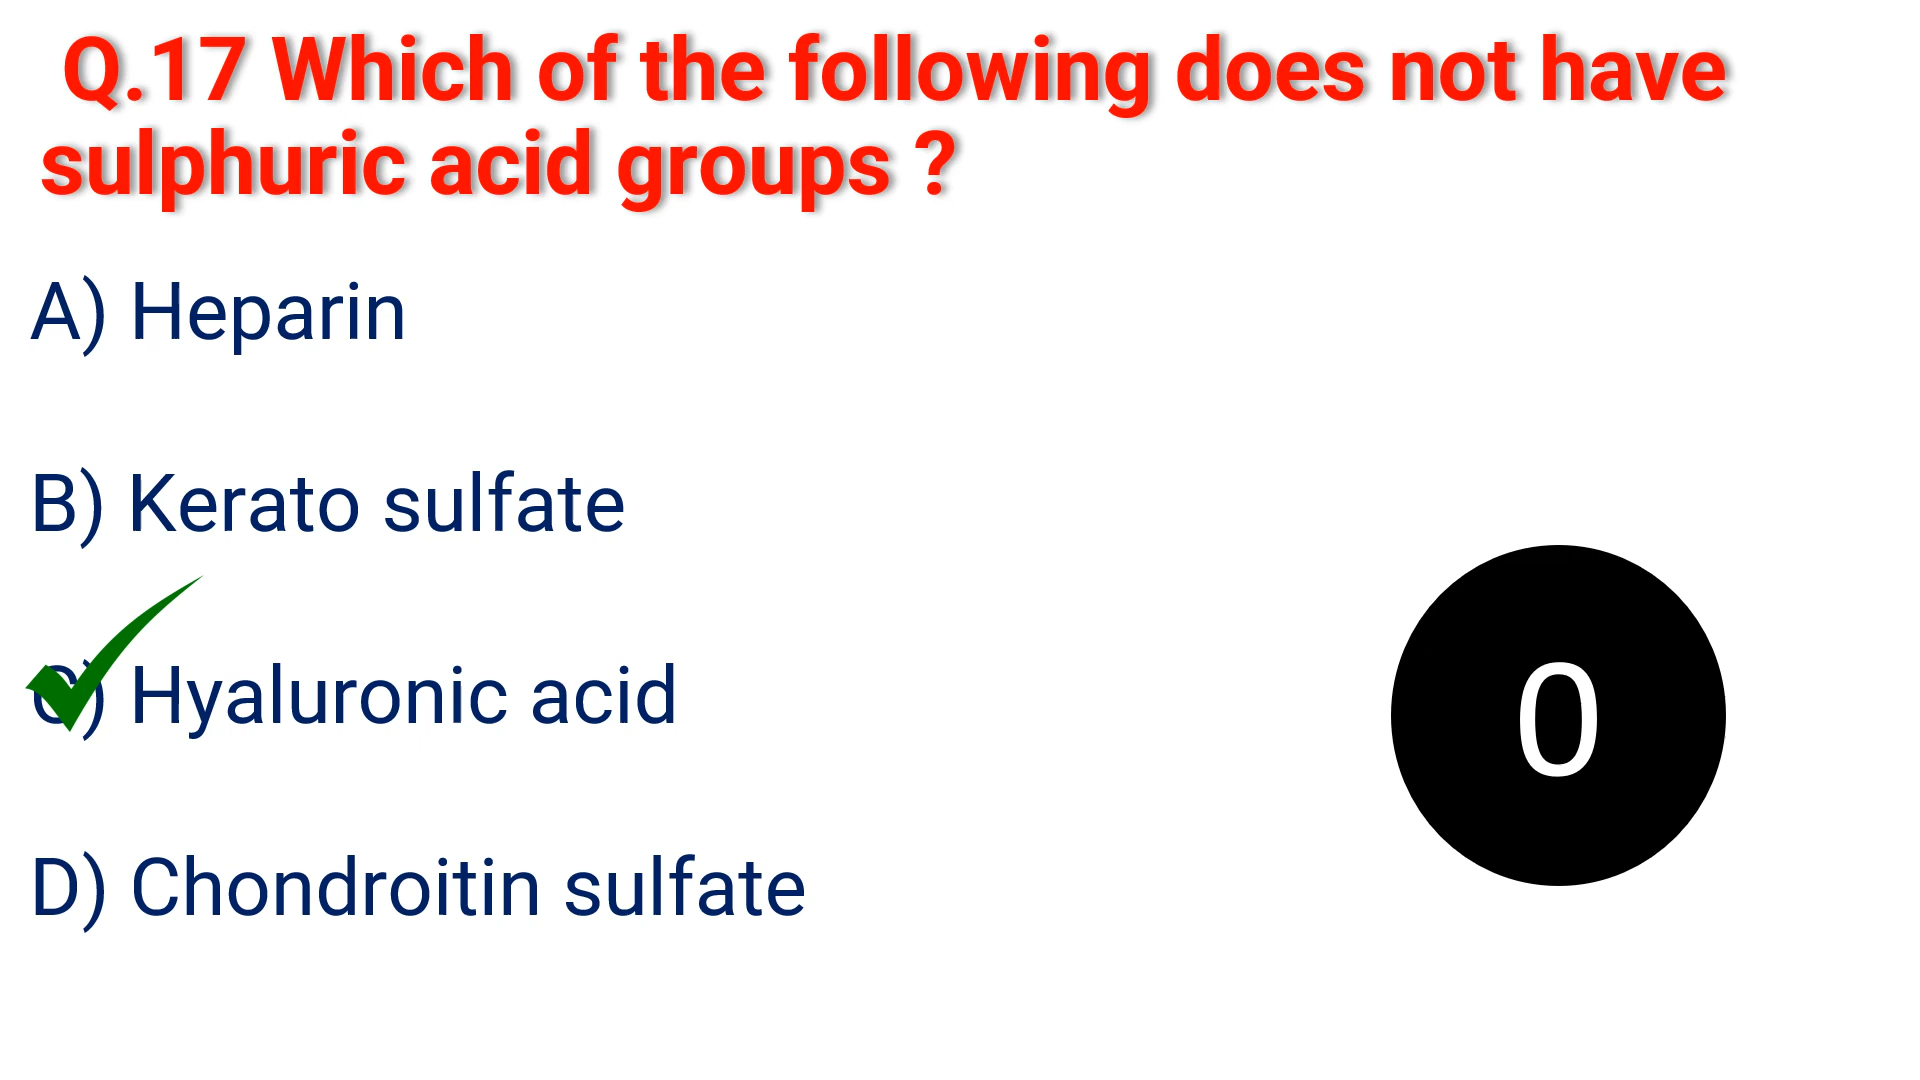 Q.17 Which of the following does not have
sulphuric acid groups ?
A) Heparin
B) Kerato sulfate
C) Hyaluronic acid
0
D) Chondroitin sulfate